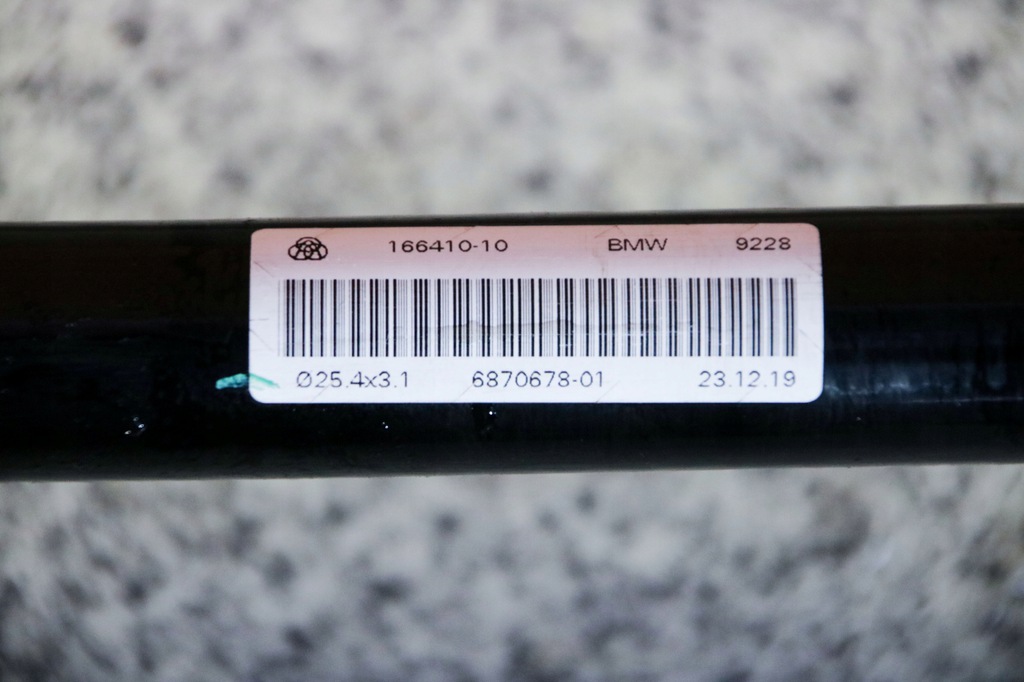 166410-10 BMW 9228
Ø25.4x3.1 6870678-01 23.12.19